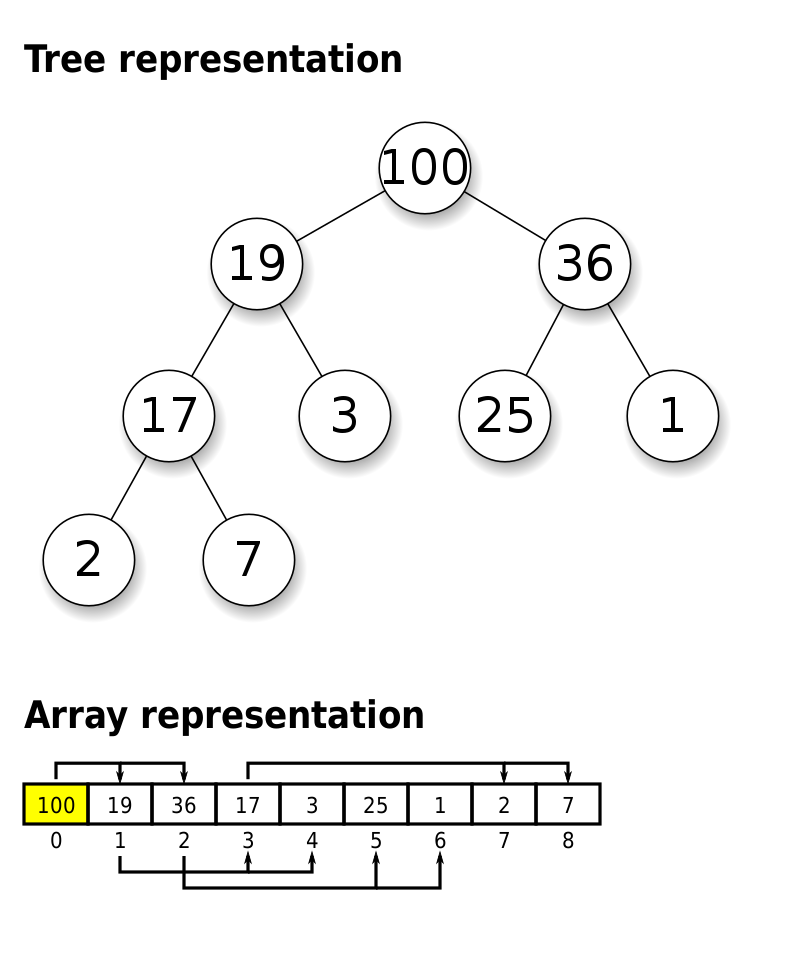 Tree representation
100
19 36
17 3 25 1
2 7
Array representation
100 19 36 17 3 25 1 2 7
0 1 2 3 4 5 6 7 8